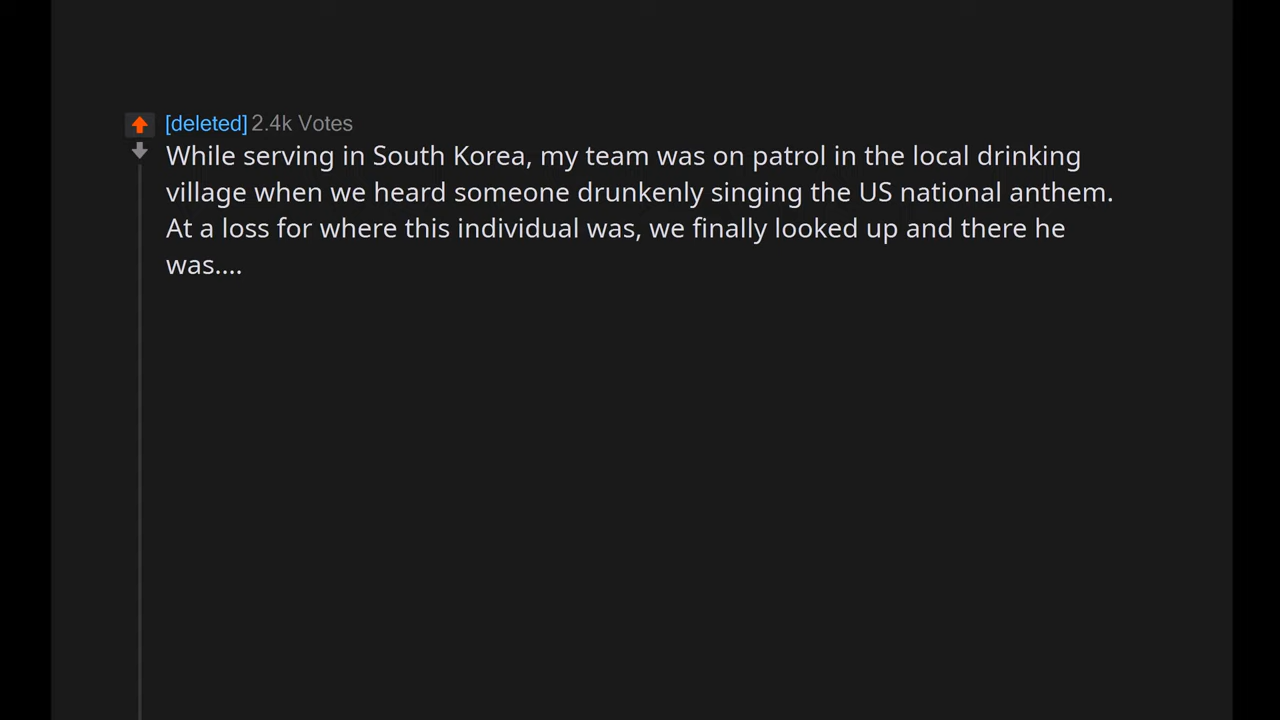 [deleted] 2.4k Votes
While serving in South Korea, my team was on patrol in the local drinking
village when we heard someone drunkenly singing the US national anthem.
At a loss for where this individual was, we finally looked up and there he
was....